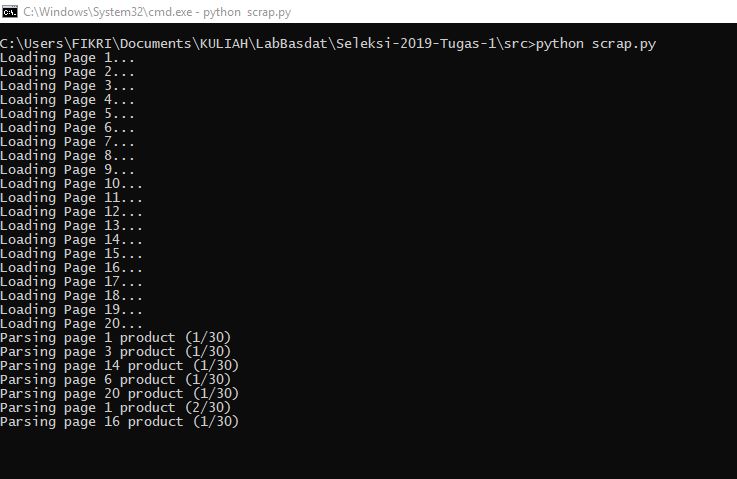 C:\Windows\System32\cmd.exe - python  scrap.py
C:\Users\FIKRI\Documents\KULIAH\LabBasdat\Seleksi-2019-Tugas-1\src>python scrap.py
Loading Page 1...
Loading Page 2...
Loading Page 3...
Loading Page 4...
Loading Page 5...
Loading Page 6...
Loading Page 7...
Loading Page 8...
Loading Page 9...
Loading Page 10...
Loading Page 11...
Loading Page 12...
Loading Page 13...
Loading Page 14...
Loading Page 15...
Loading Page 16...
Loading Page 17...
Loading Page 18...
Loading Page 19...
Loading Page 20...
Parsing page 1 product (1/30)
Parsing page 3 product (1/30)
Parsing page 14 product (1/30)
Parsing page 6 product (1/30)
Parsing page 20 product (1/30)
Parsing page 1 product (2/30)
Parsing page 16 product (1/30)